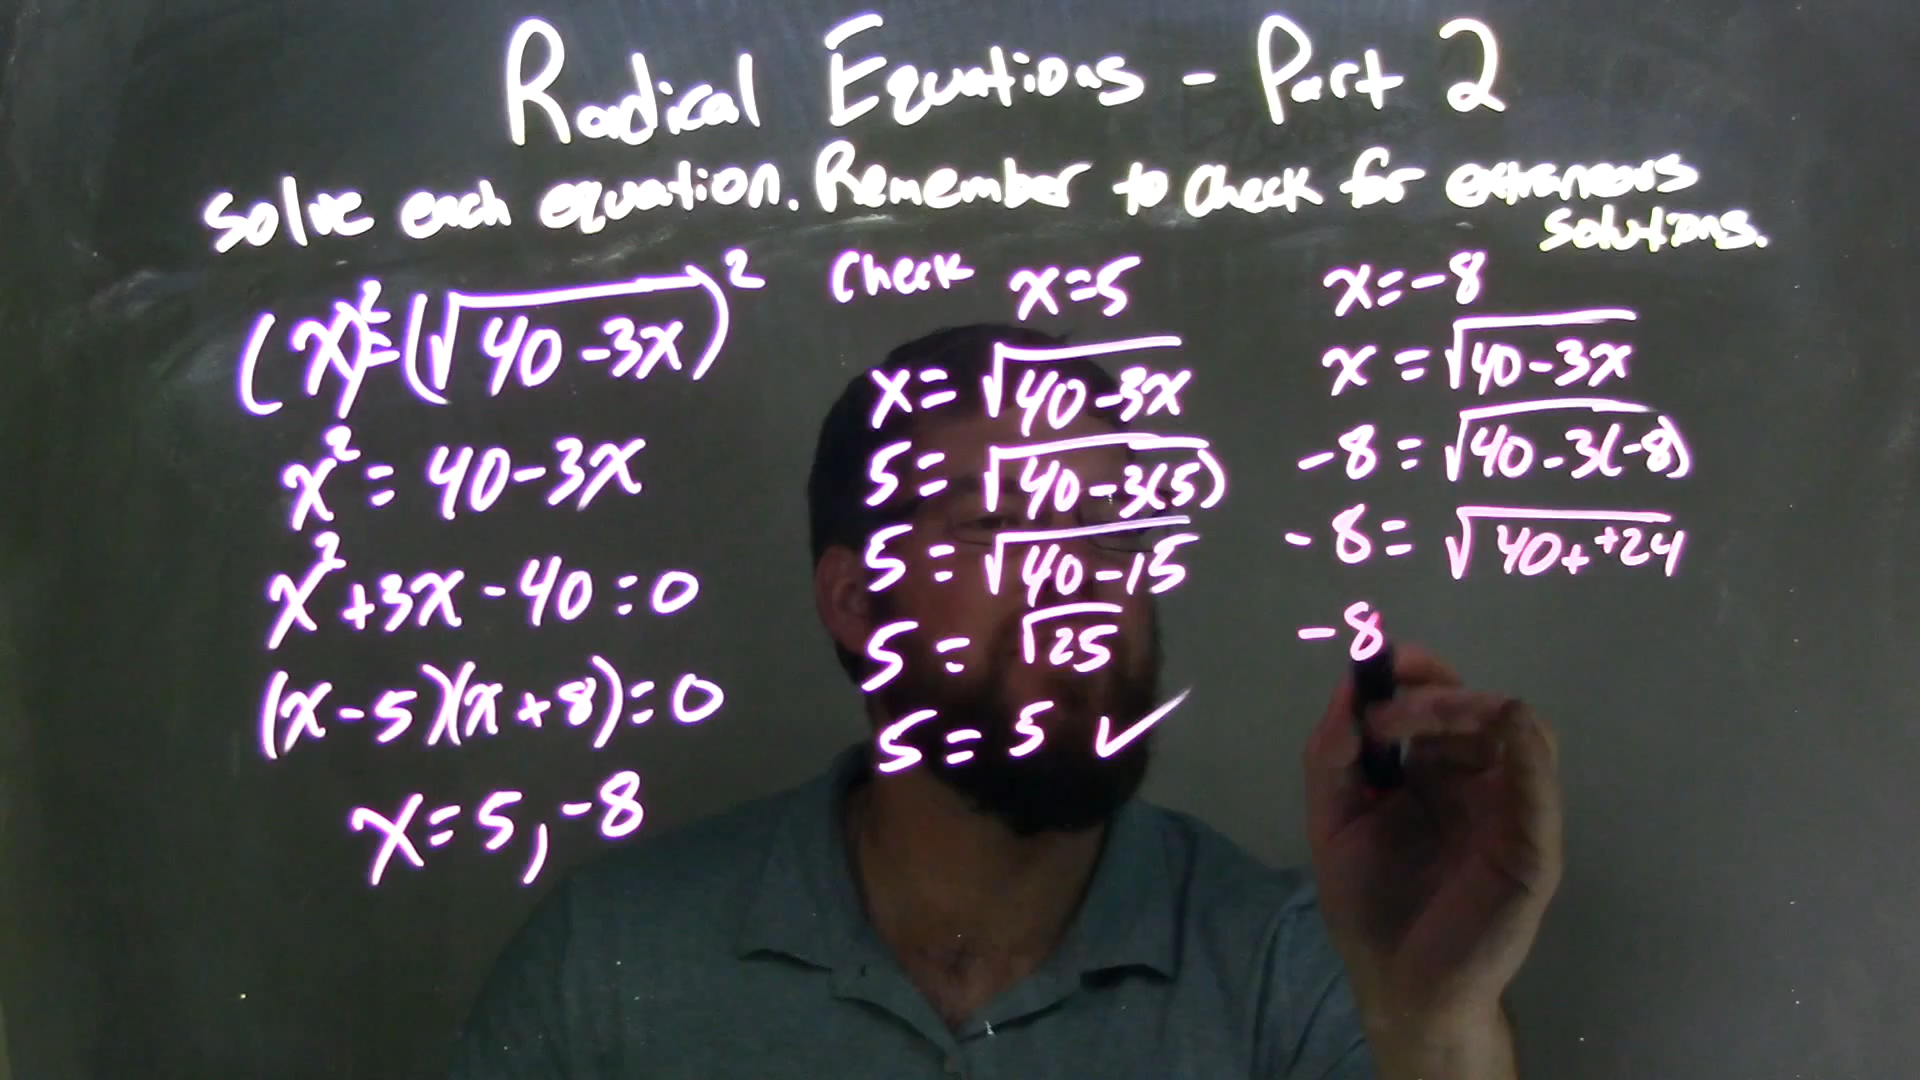 Radical Equations - Part 2
Solve each equation. Remember to check for extraneous
solutions.
(x)²=(√40-3x)²
x² = 40-3x
x²+3x-40=0
(x-5)(x+8)=0
x=5,-8
Check x=5
x=√40-3x
5=√40-3(5)
5=√40-15
5=√25
5=5 ✓
x=-8
x=√40-3x
-8=√40-3(-8)
-8=√40++24
-8